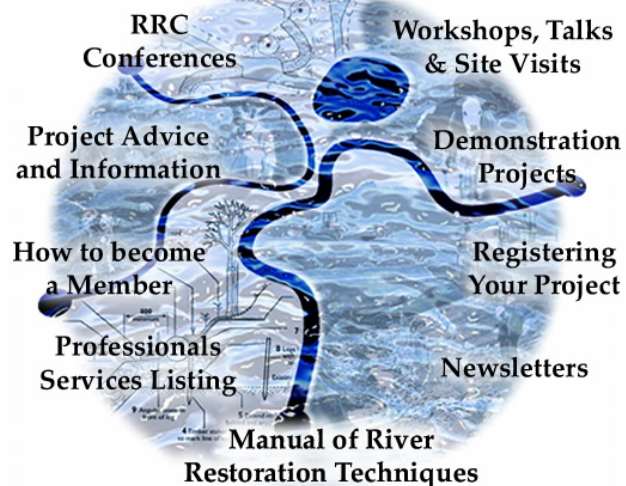 RRC
Conferences
Workshops, Talks
& Site Visits
Project Advice
and Information
Demonstration
Projects
How to become
a Member
Registering
Your Project
Professionals
Services Listing
Newsletters
Manual of River
Restoration Techniques